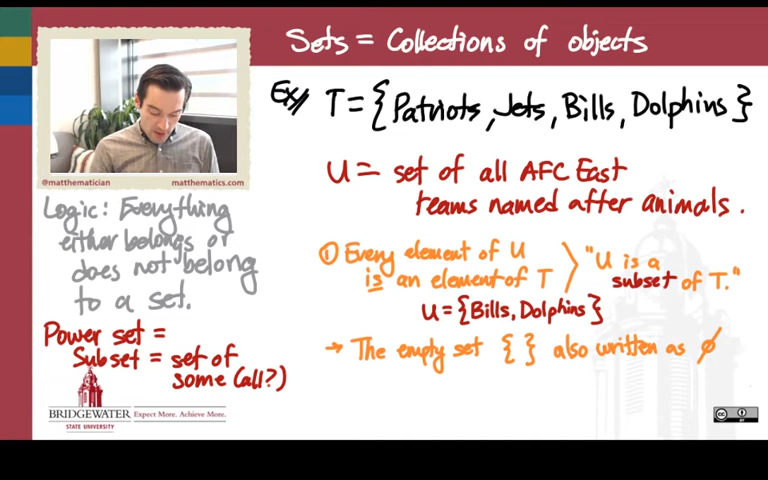 Sets = Collections of objects
Ex/ T = {Patriots, Jets, Bills, Dolphins}
U = set of all AFC East
teams named after animals.
① Every element of U
is an element of T
"U is a
subset of T."
U = {Bills, Dolphins}
→ The empty set { } also written as ∅
@matthematician
matthematics.com
Logic: Everything
either belongs or
does not belong
to a set.
Power set =
Subset = set of
some (all?)
BRIDGEWATER
STATE UNIVERSITY
Expect More. Achieve More.
cc
BY